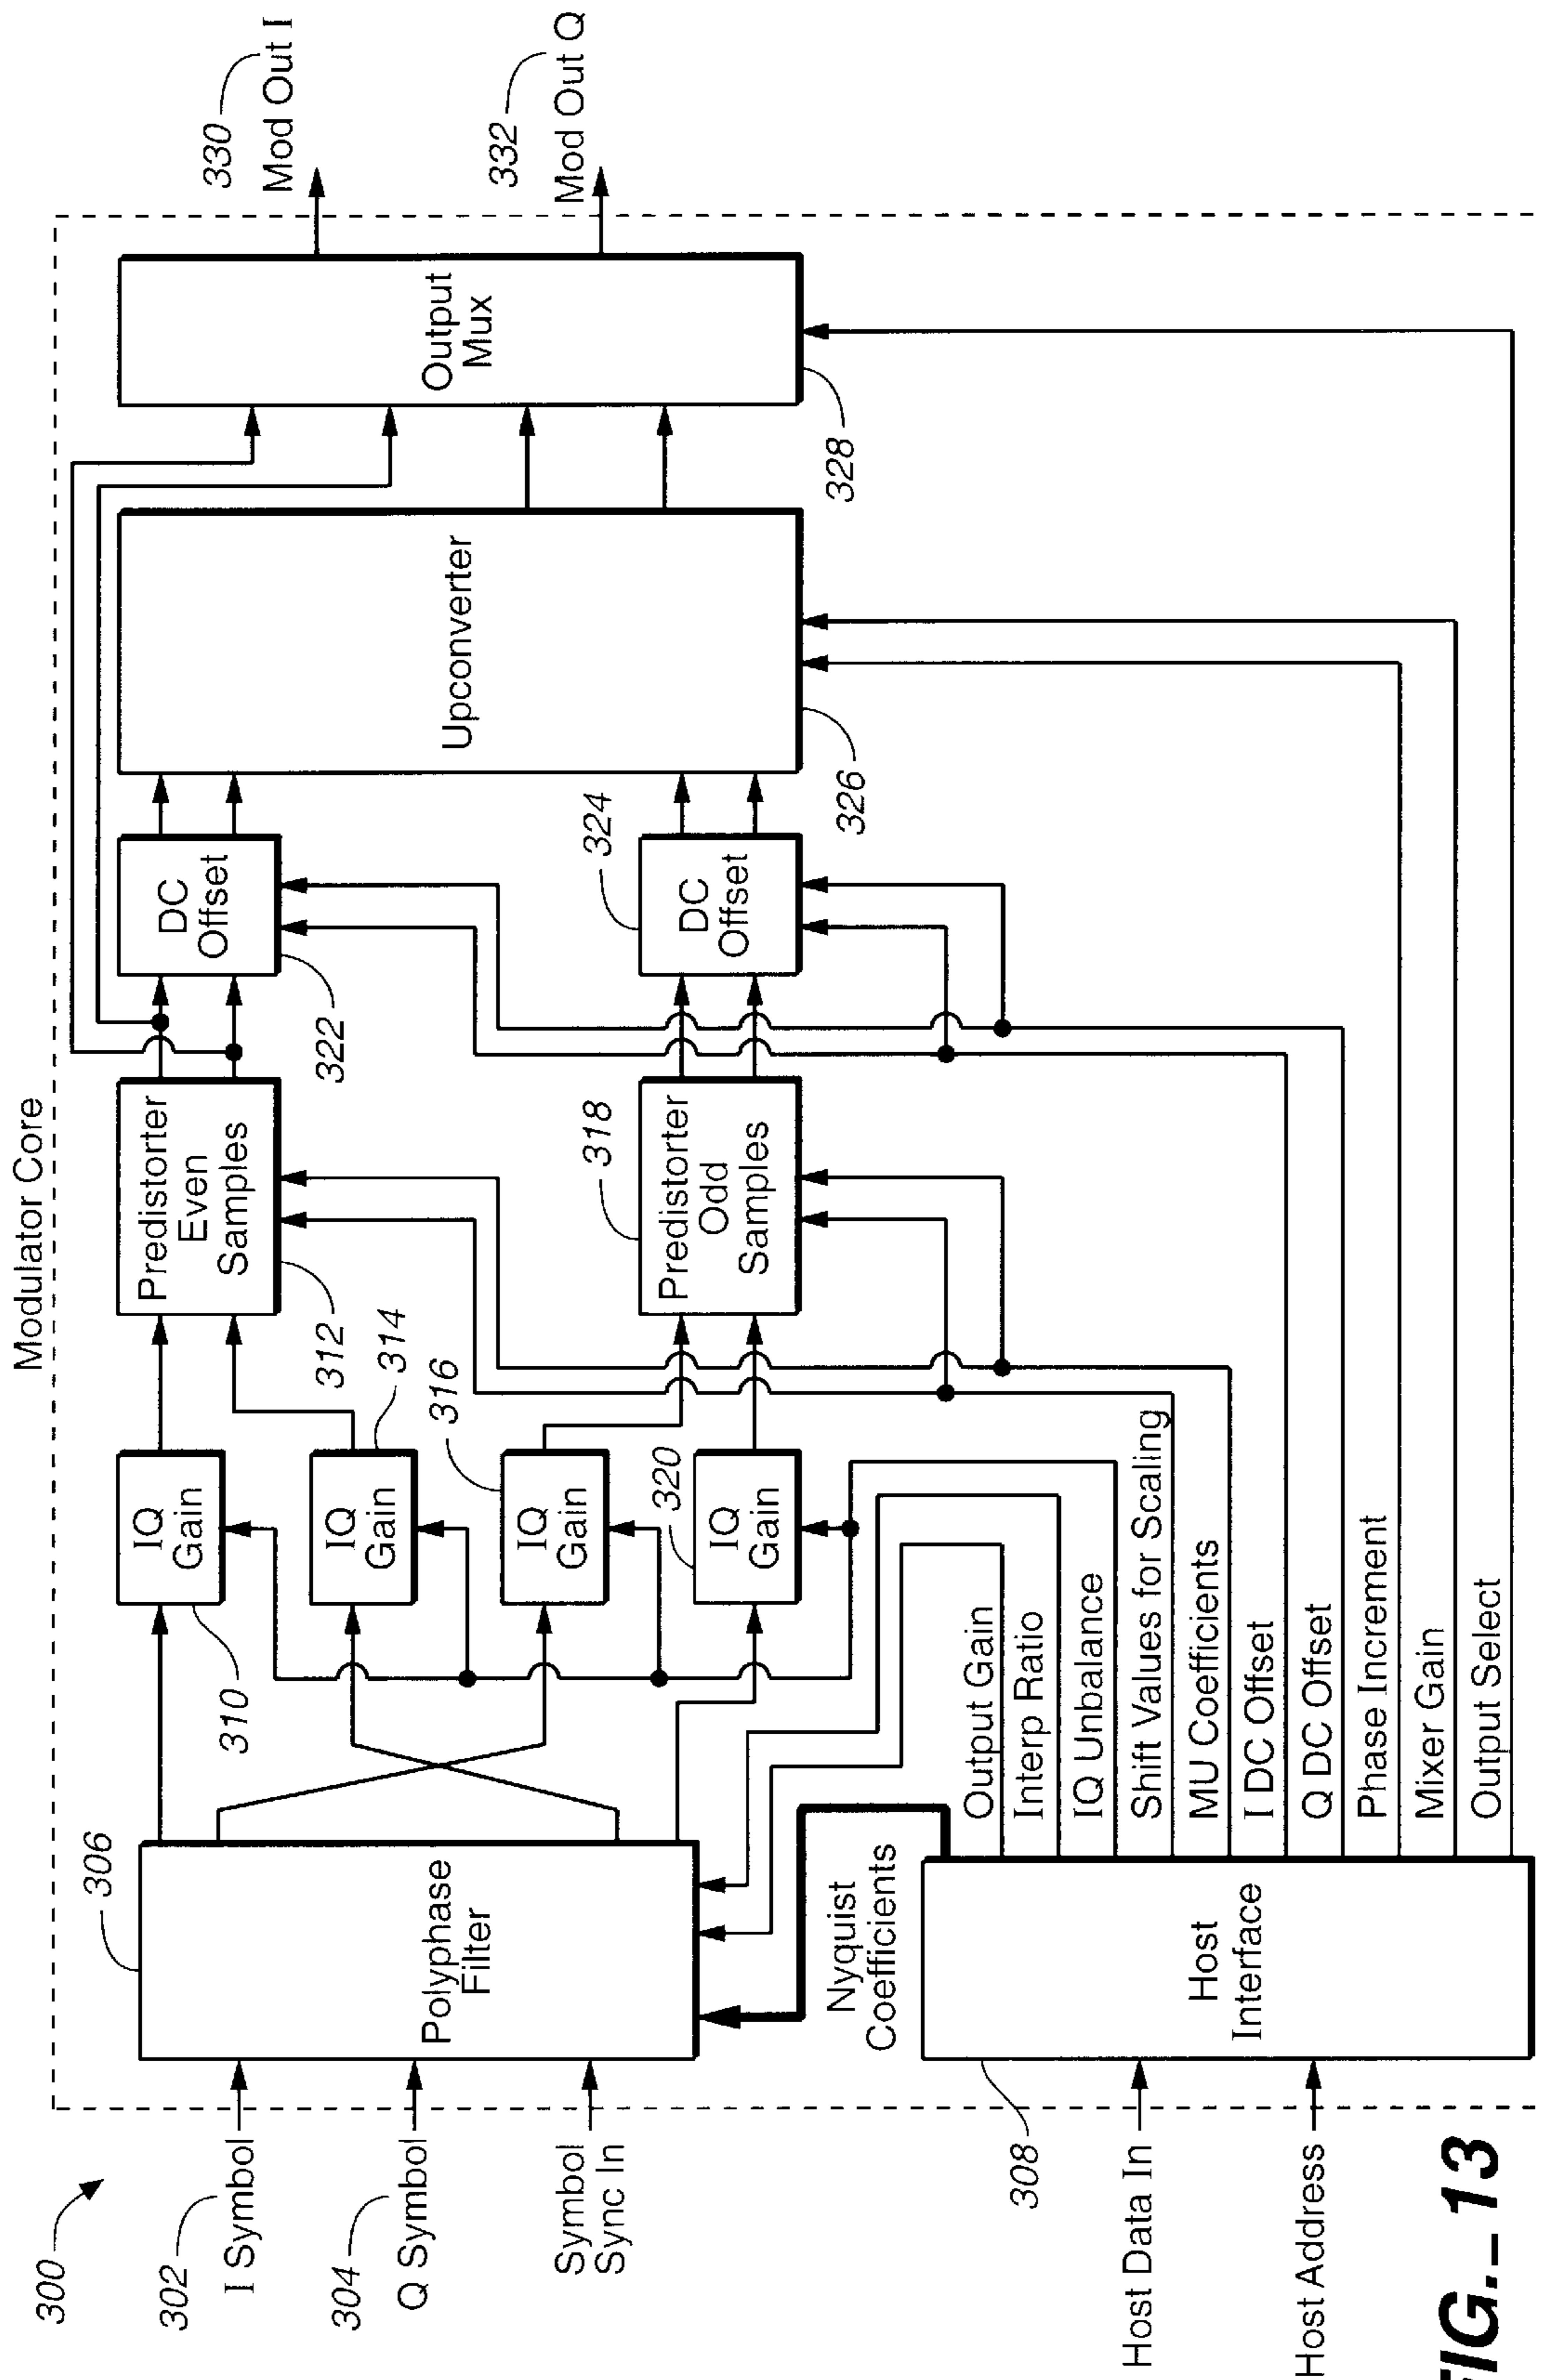 Modulator Core
300
302
I Symbol
304
Q Symbol
Symbol
Sync In
306
Polyphase
Filter
310
IQ
Gain
314
IQ
Gain
316
IQ
Gain
320
IQ
Gain
312
Predistorter
Even
Samples
318
Predistorter
Odd
Samples
322
DC
Offset
324
DC
Offset
326
Upconverter
328
Output
Mux
330
Mod Out I
332
Mod Out Q
Nyquist
Coefficients
308
Host Data In
Host Address
Host
Interface
Output Gain
Interp Ratio
IQ Unbalance
Shift Values for Scaling
MU Coefficients
I DC Offset
Q DC Offset
Phase Increment
Mixer Gain
Output Select
FIG._13